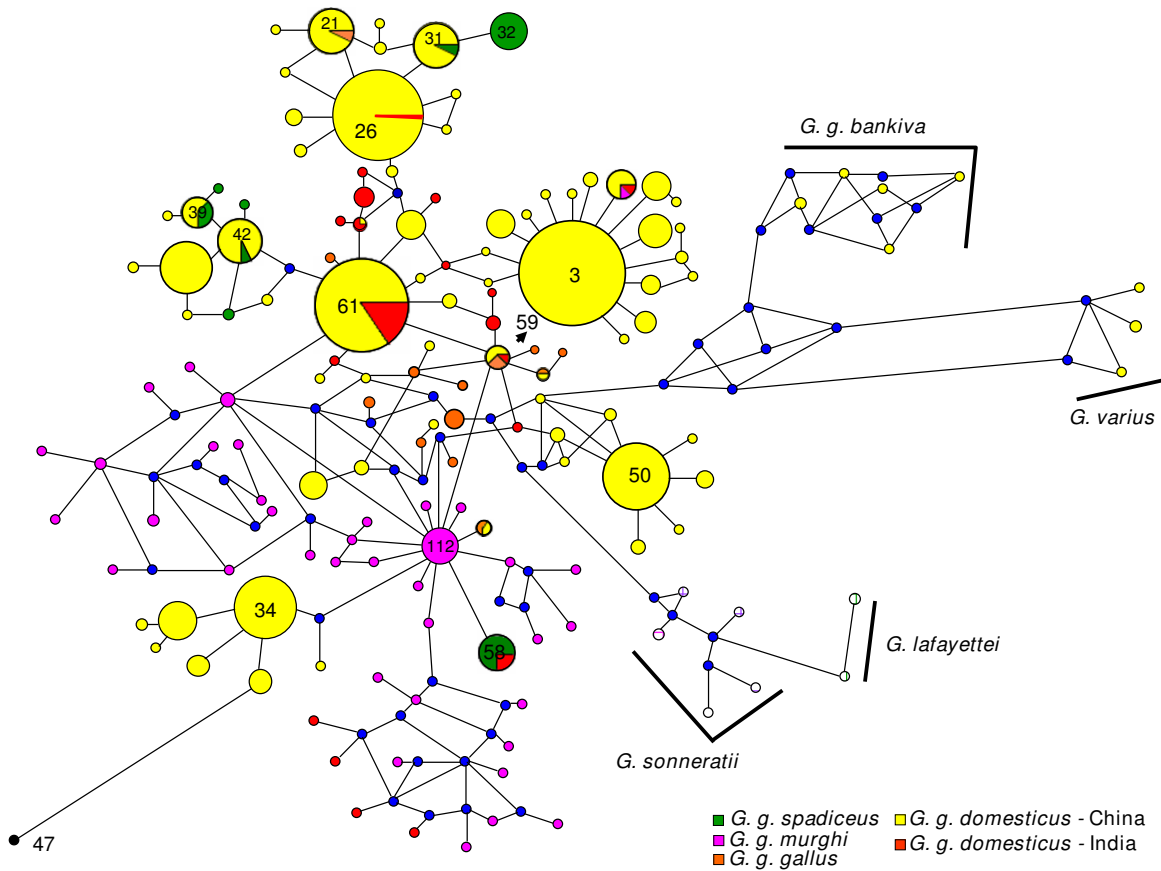 21
31
32
26
G. g. bankiva
39
42
3
61
59
G. varius
50
112
34
58
G. lafayettei
G. sonneratii
47
G. g. spadiceus
G. g. murghi
G. g. gallus
G. g. domesticus - China
G. g. domesticus - India